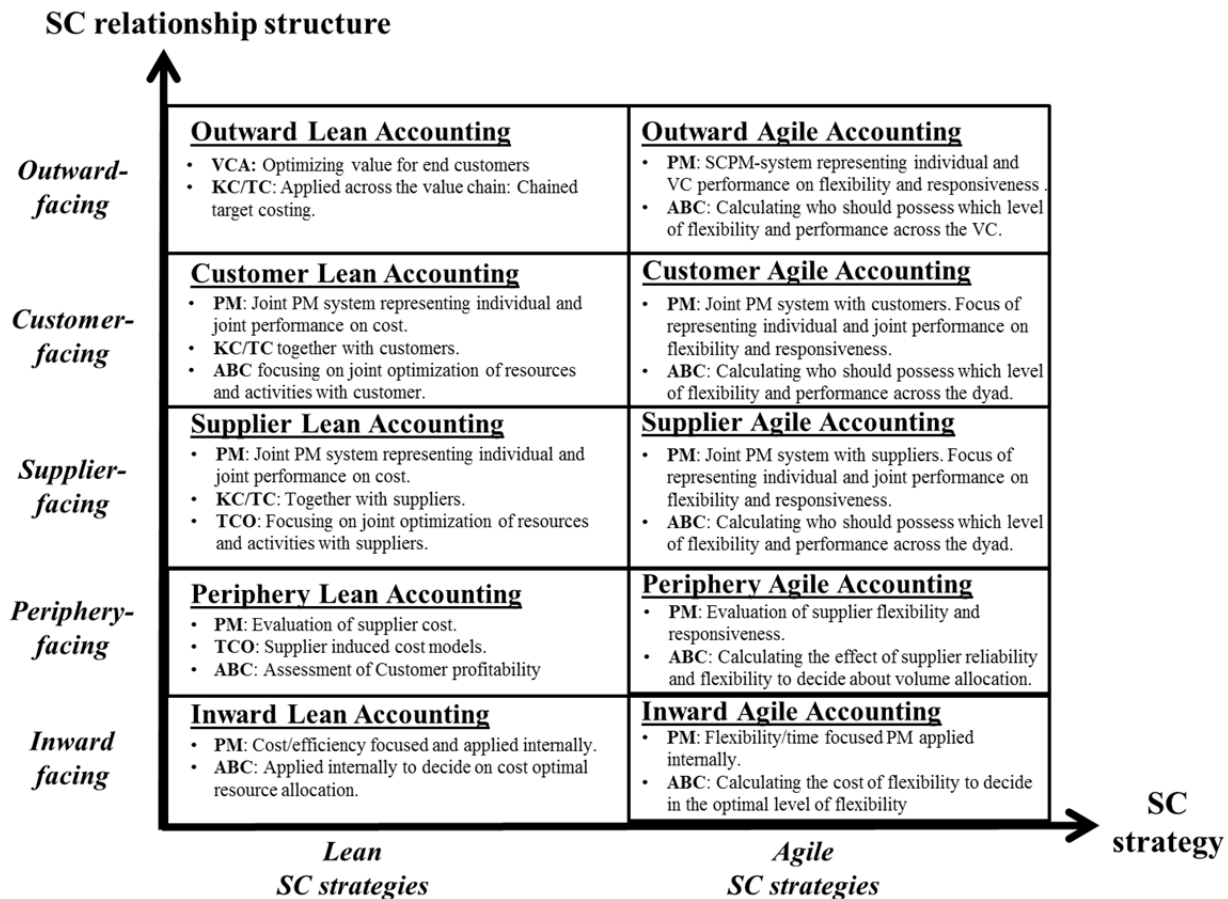 SC relationship structure
Outward-
facing
Outward Lean Accounting
• VCA: Optimizing value for end customers
• KC/TC: Applied across the value chain: Chained
target costing.
Outward Agile Accounting
• PM: SCPM-system representing individual and
VC performance on flexibility and responsiveness .
• ABC: Calculating who should possess which level
of flexibility and performance across the VC.
Customer-
facing
Customer Lean Accounting
• PM: Joint PM system representing individual and
joint performance on cost.
• KC/TC together with customers.
• ABC focusing on joint optimization of resources
and activities with customer.
Customer Agile Accounting
• PM: Joint PM system with customers. Focus of
representing individual and joint performance on
flexibility and responsiveness.
• ABC: Calculating who should possess which level
of flexibility and performance across the dyad.
Supplier-
facing
Supplier Lean Accounting
• PM: Joint PM system representing individual and
joint performance on cost.
• KC/TC: Together with suppliers.
• TCO: Focusing on joint optimization of resources
and activities with suppliers.
Supplier Agile Accounting
• PM: Joint PM system with suppliers. Focus of
representing individual and joint performance on
flexibility and responsiveness.
• ABC: Calculating who should possess which level
of flexibility and performance across the dyad.
Periphery-
facing
Periphery Lean Accounting
• PM: Evaluation of supplier cost.
• TCO: Supplier induced cost models.
• ABC: Assessment of Customer profitability
Periphery Agile Accounting
• PM: Evaluation of supplier flexibility and
responsiveness.
• ABC: Calculating the effect of supplier reliability
and flexibility to decide about volume allocation.
Inward
facing
Inward Lean Accounting
• PM: Cost/efficiency focused and applied internally.
• ABC: Applied internally to decide on cost optimal
resource allocation.
Inward Agile Accounting
• PM: Flexibility/time focused PM applied
internally.
• ABC: Calculating the cost of flexibility to decide
in the optimal level of flexibility
SC
strategy
Lean
SC strategies
Agile
SC strategies